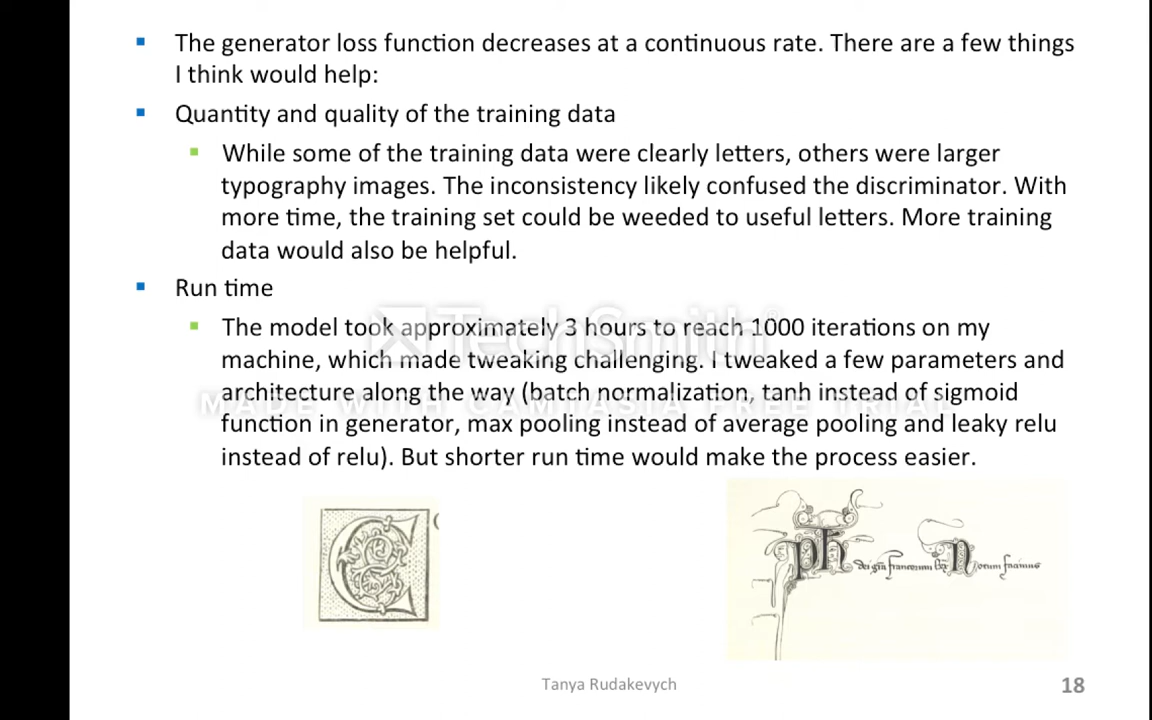 The generator loss function decreases at a continuous rate. There are a few things
I think would help:
Quantity and quality of the training data
While some of the training data were clearly letters, others were larger
typography images. The inconsistency likely confused the discriminator. With
more time, the training set could be weeded to useful letters. More training
data would also be helpful.
Run time
The model took approximately 3 hours to reach 1000 iterations on my
machine, which made tweaking challenging. I tweaked a few parameters and
architecture along the way (batch normalization, tanh instead of sigmoid
function in generator, max pooling instead of average pooling and leaky relu
instead of relu). But shorter run time would make the process easier.
TechSmith
MADE WITH CAMTASIA FREE TRIAL
C
Tanya Rudakevych
18